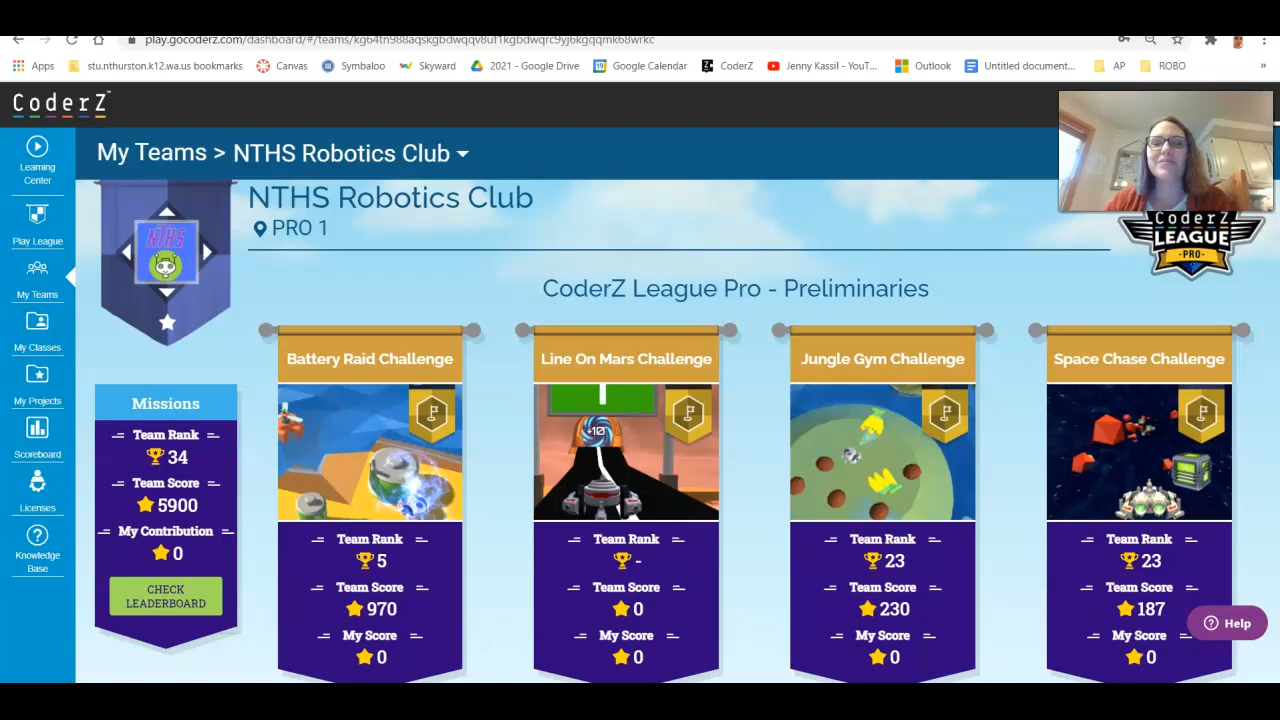 play.gocoderz.com/dashboard/#/teams/kg64tn988aqskgbdwqqv8uf1kgbdwqrc9yj6kgqqmk68wrkc
Apps stu.nthurston.k12.wa.us bookmarks Canvas Symbaloo Skyward 2021 - Google Drive Google Calendar CoderZ Jenny Kassil - YouT... Outlook Untitled document... AP ROBO »
CoderZ
My Teams > NTHS Robotics Club
Learning Center
Play League
My Teams
My Classes
My Projects
Scoreboard
Licenses
Knowledge Base
NTHS
NTHS Robotics Club
PRO 1
CoderZ
LEAGUE
-PRO-
CoderZ League Pro - Preliminaries
Missions
Team Rank
34
Team Score
5900
My Contribution
0
CHECK
LEADERBOARD
Battery Raid Challenge
Team Rank
5
Team Score
970
My Score
0
Line On Mars Challenge
+10
Team Rank
-
Team Score
0
My Score
0
Jungle Gym Challenge
Team Rank
23
Team Score
230
My Score
0
Space Chase Challenge
Team Rank
23
Team Score
187
My Score
0
Help